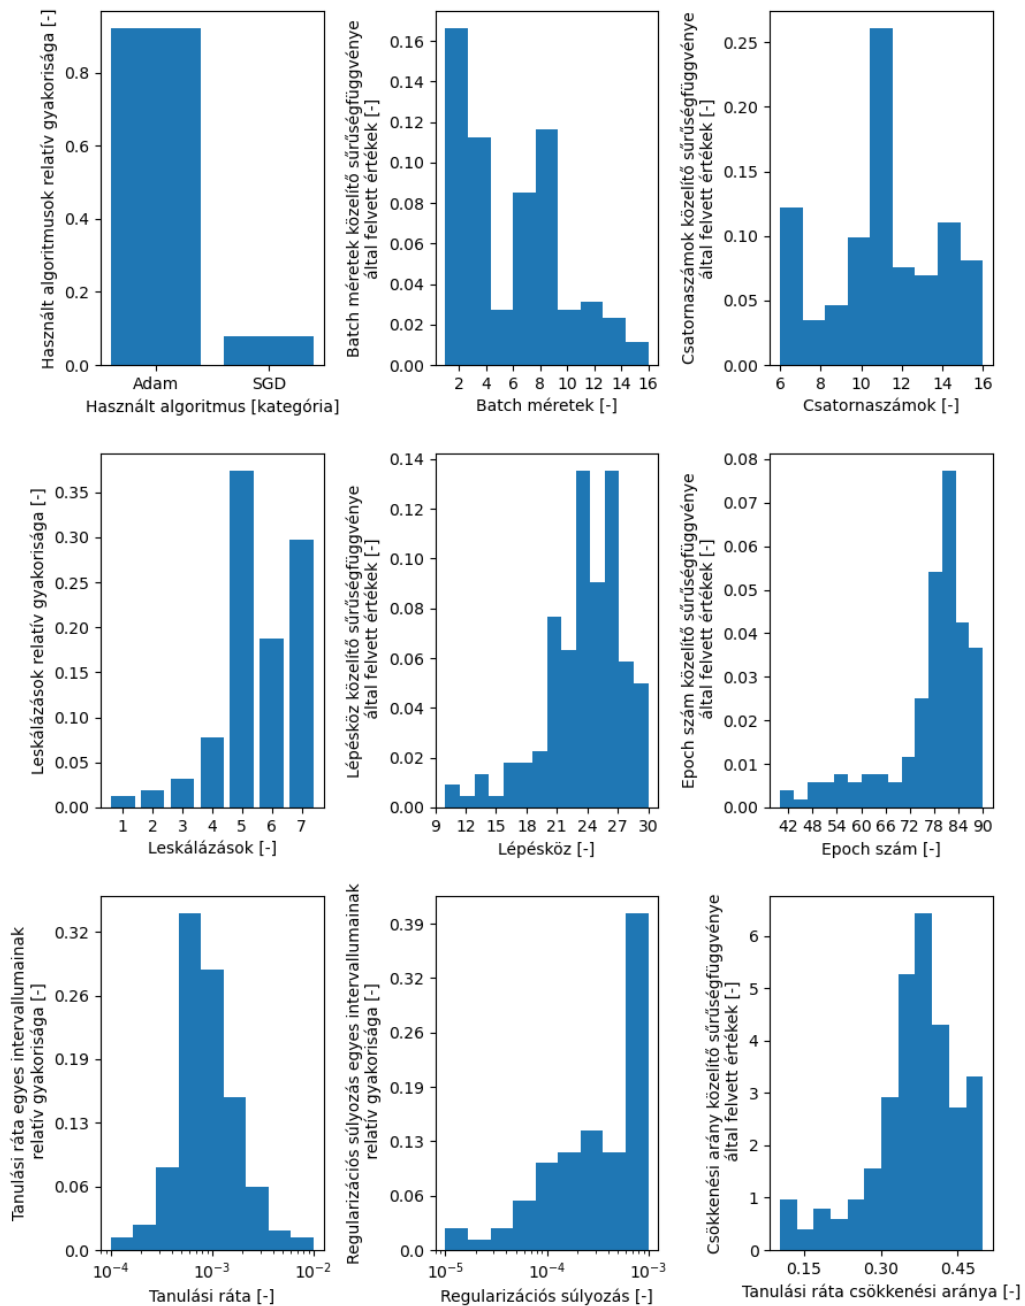 Használt algoritmusok relatív gyakorisága [-]
0.8
0.6
0.4
0.2
0.0
Adam SGD
Használt algoritmus [kategória]
Batch méretek közelítő sűrűségfüggvénye
által felvett értékek [-]
0.16
0.14
0.12
0.10
0.08
0.06
0.04
0.02
0.00
2 4 6 8 10 12 14 16
Batch méretek [-]
Csatornaszámok közelítő sűrűségfüggvénye
által felvett értékek [-]
0.25
0.20
0.15
0.10
0.05
0.00
6 8 10 12 14 16
Csatornaszámok [-]
Leskálázások relatív gyakorisága [-]
0.35
0.30
0.25
0.20
0.15
0.10
0.05
0.00
1 2 3 4 5 6 7
Leskálázások [-]
Lépésköz közelítő sűrűségfüggvénye
által felvett értékek [-]
0.14
0.12
0.10
0.08
0.06
0.04
0.02
0.00
9 12 15 18 21 24 27 30
Lépésköz [-]
Epoch szám közelítő sűrűségfüggvénye
által felvett értékek [-]
0.08
0.07
0.06
0.05
0.04
0.03
0.02
0.01
0.00
42 48 54 60 66 72 78 84 90
Epoch szám [-]
Tanulási ráta egyes intervallumainak
relatív gyakorisága [-]
0.32
0.26
0.19
0.13
0.06
0.0
10⁻⁴ 10⁻³ 10⁻²
Tanulási ráta [-]
Regularizációs súlyozás egyes intervallumainak
relatív gyakorisága [-]
0.39
0.32
0.26
0.19
0.13
0.06
0.0
10⁻⁵ 10⁻⁴ 10⁻³
Regularizációs súlyozás [-]
Csökkenési arány közelítő sűrűségfüggvénye
által felvett értékek [-]
6
5
4
3
2
1
0
0.15 0.30 0.45
Tanulási ráta csökkenési aránya [-]